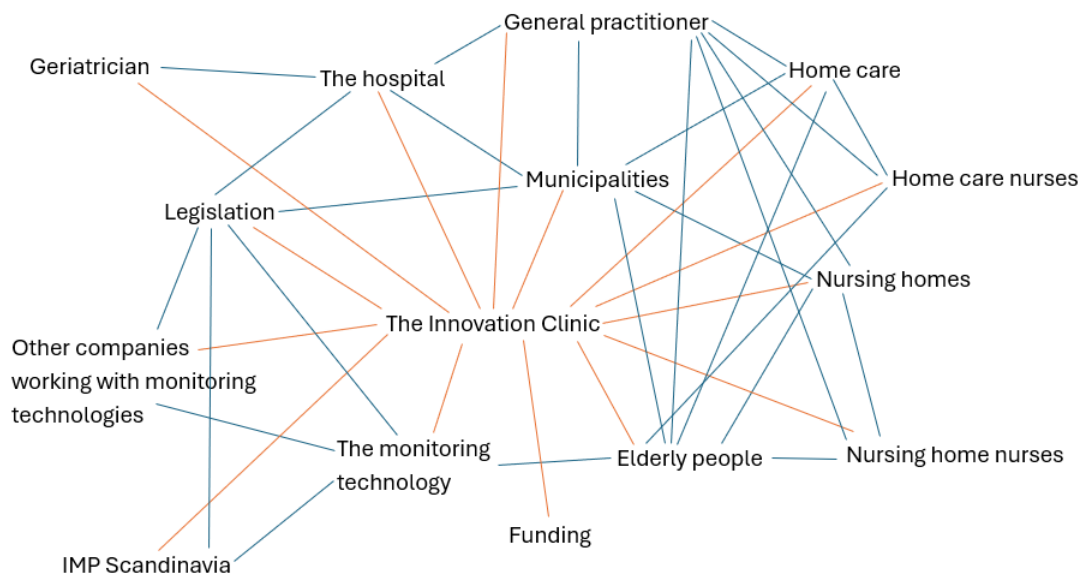 General practitioner
Geriatrician
The hospital
Home care
Municipalities
Home care nurses
Legislation
Nursing homes
The Innovation Clinic
Other companies
working with monitoring
technologies
The monitoring
technology
Elderly people
Nursing home nurses
Funding
IMP Scandinavia